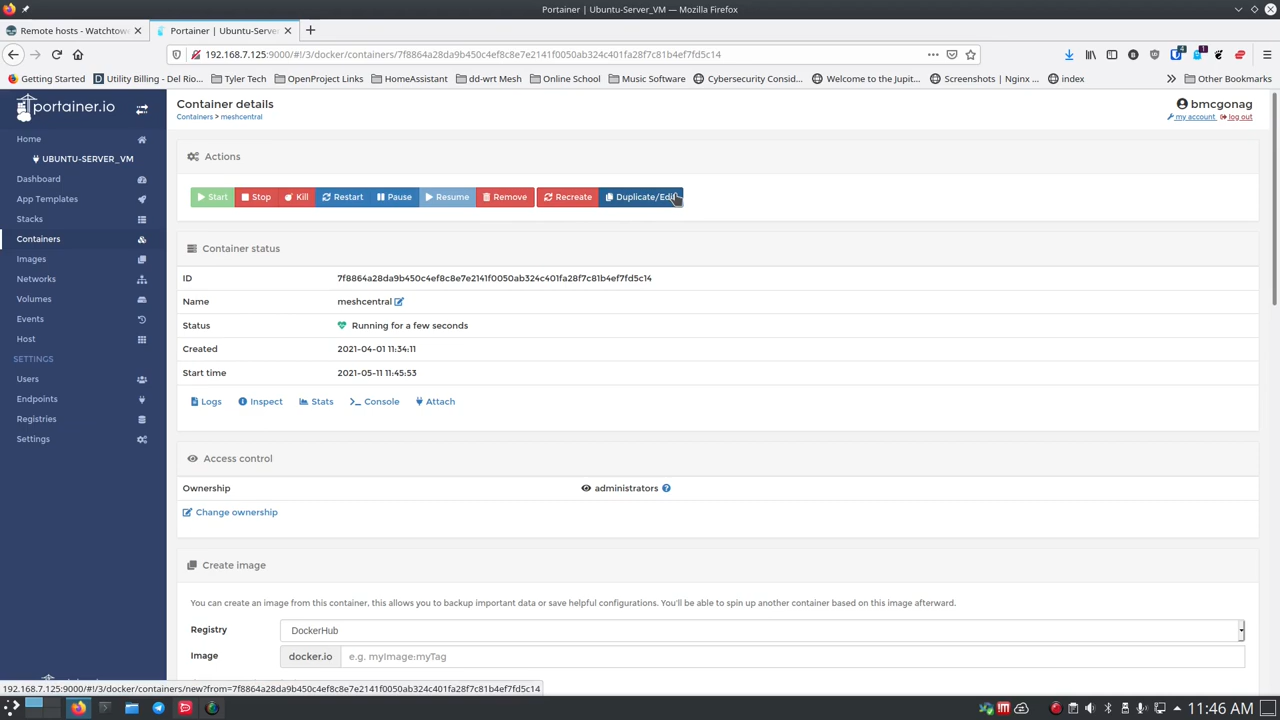 Portainer | Ubuntu-Server_VM — Mozilla Firefox
Remote hosts - Watchtow
Portainer | Ubuntu-Serve
192.168.7.125:9000/#!/3/docker/containers/7f8864a28da9b450c4ef8c8e7e2141f0050ab324c401fa28f7c81b4ef7fd5c14
Getting Started
Utility Billing - Del Rio...
Tyler Tech
OpenProject Links
HomeAssistant
dd-wrt Mesh
Online School
Music Software
Cybersecurity Consid...
Welcome to the Jupit...
Screenshots | Nginx ...
index
Other Bookmarks
portainer.io
Home
UBUNTU-SERVER_VM
Dashboard
App Templates
Stacks
Containers
Images
Networks
Volumes
Events
Host
SETTINGS
Users
Endpoints
Registries
Settings
Container details
Containers > meshcentral
bmcgonag
my account log out
Actions
Start Stop Kill Restart Pause Resume Remove Recreate Duplicate/Edit
Container status
ID 7f8864a28da9b450c4ef8c8e7e2141f0050ab324c401fa28f7c81b4ef7fd5c14
Name meshcentral
Status Running for a few seconds
Created 2021-04-01 11:34:11
Start time 2021-05-11 11:45:53
Logs Inspect Stats Console Attach
Access control
Ownership administrators
Change ownership
Create image
You can create an image from this container, this allows you to backup important data or save helpful configurations. You'll be able to spin up another container based on this image afterward.
Registry DockerHub
Image docker.io e.g. myImage:myTag
192.168.7.125:9000/#!/3/docker/containers/new?from=7f8864a28da9b450c4ef8c8e7e2141f0050ab324c401fa28f7c81b4ef7fd5c14
11:46 AM